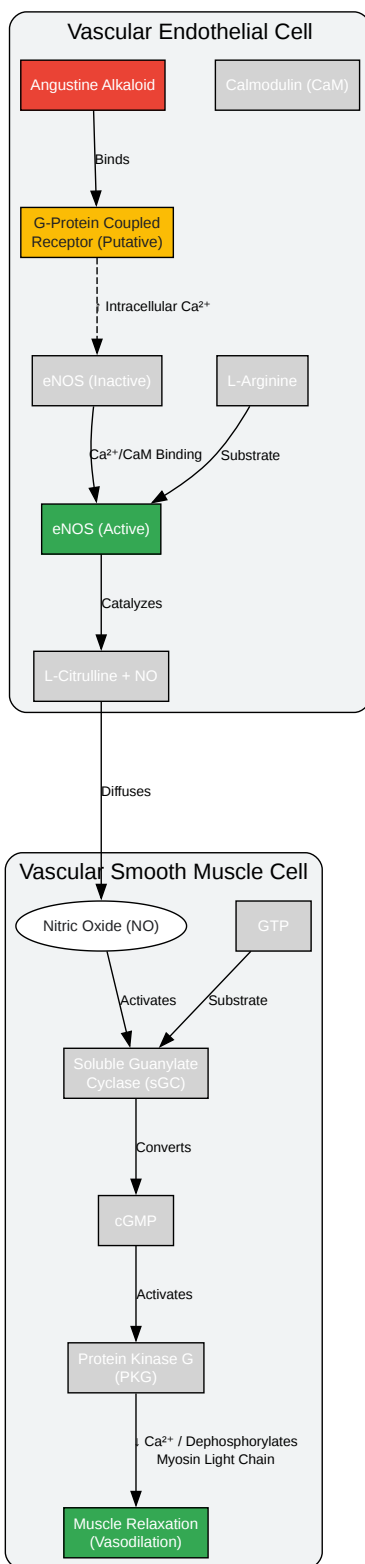 Vascular Endothelial Cell
Angustine Alkaloid
Calmodulin (CaM)
Binds
G-Protein Coupled
Receptor (Putative)
↑ Intracellular Ca²⁺
eNOS (Inactive)
L-Arginine
Ca²⁺/CaM Binding
Substrate
eNOS (Active)
Catalyzes
L-Citrulline + NO
Diffuses
Vascular Smooth Muscle Cell
Nitric Oxide (NO)
GTP
Activates
Substrate
Soluble Guanylate
Cyclase (sGC)
Converts
cGMP
Activates
Protein Kinase G
(PKG)
↓ Ca²⁺ / Dephosphorylates
Myosin Light Chain
Muscle Relaxation
(Vasodilation)